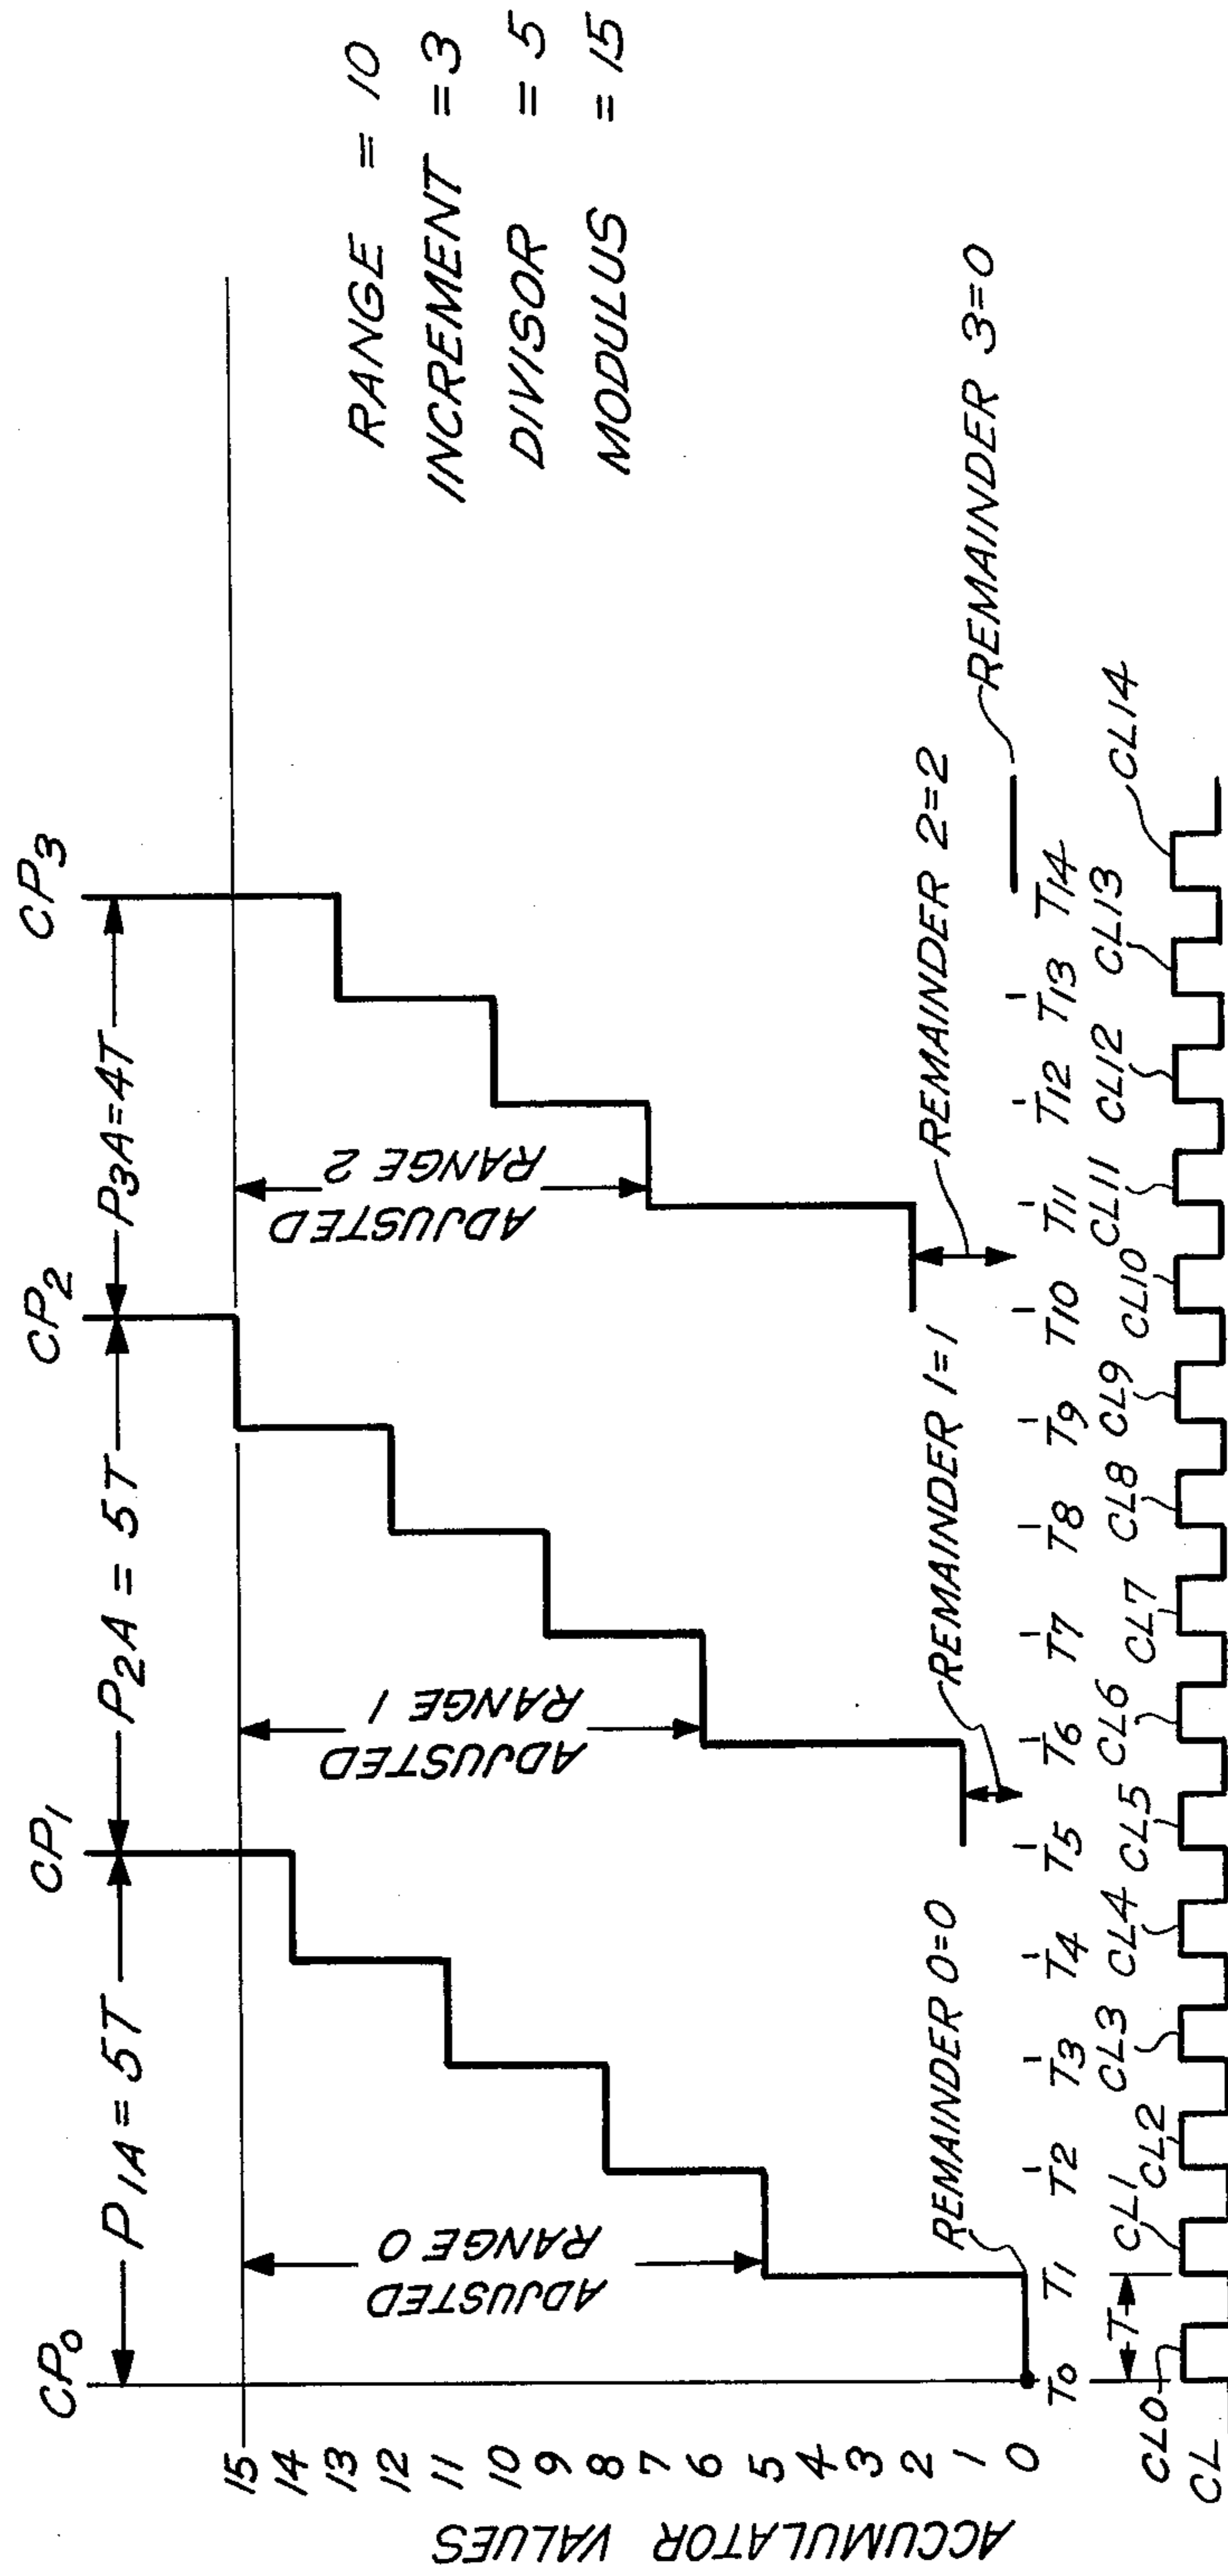 CP0
CP1
CP2
CP3
P1A = 5T
P2A = 5T
P3A=4T
ACCUMULATOR VALUES
15
14
13
12
11
10
9
8
7
6
5
4
3
2
1
0
ADJUSTED
RANGE 0
ADJUSTED
RANGE 1
ADJUSTED
RANGE 2
RANGE = 10
INCREMENT = 3
DIVISOR = 5
MODULUS = 15
REMAINDER 0=0
REMAINDER 1=1
REMAINDER 2=2
REMAINDER 3=0
T0
T1
T2
T3
T4
T5
T6
T7
T8
T9
T10
T11
T12
T13
T14
T
CL0
CL1
CL2
CL3
CL4
CL5
CL6
CL7
CL8
CL9
CL10
CL11
CL12
CL13
CL14
CL